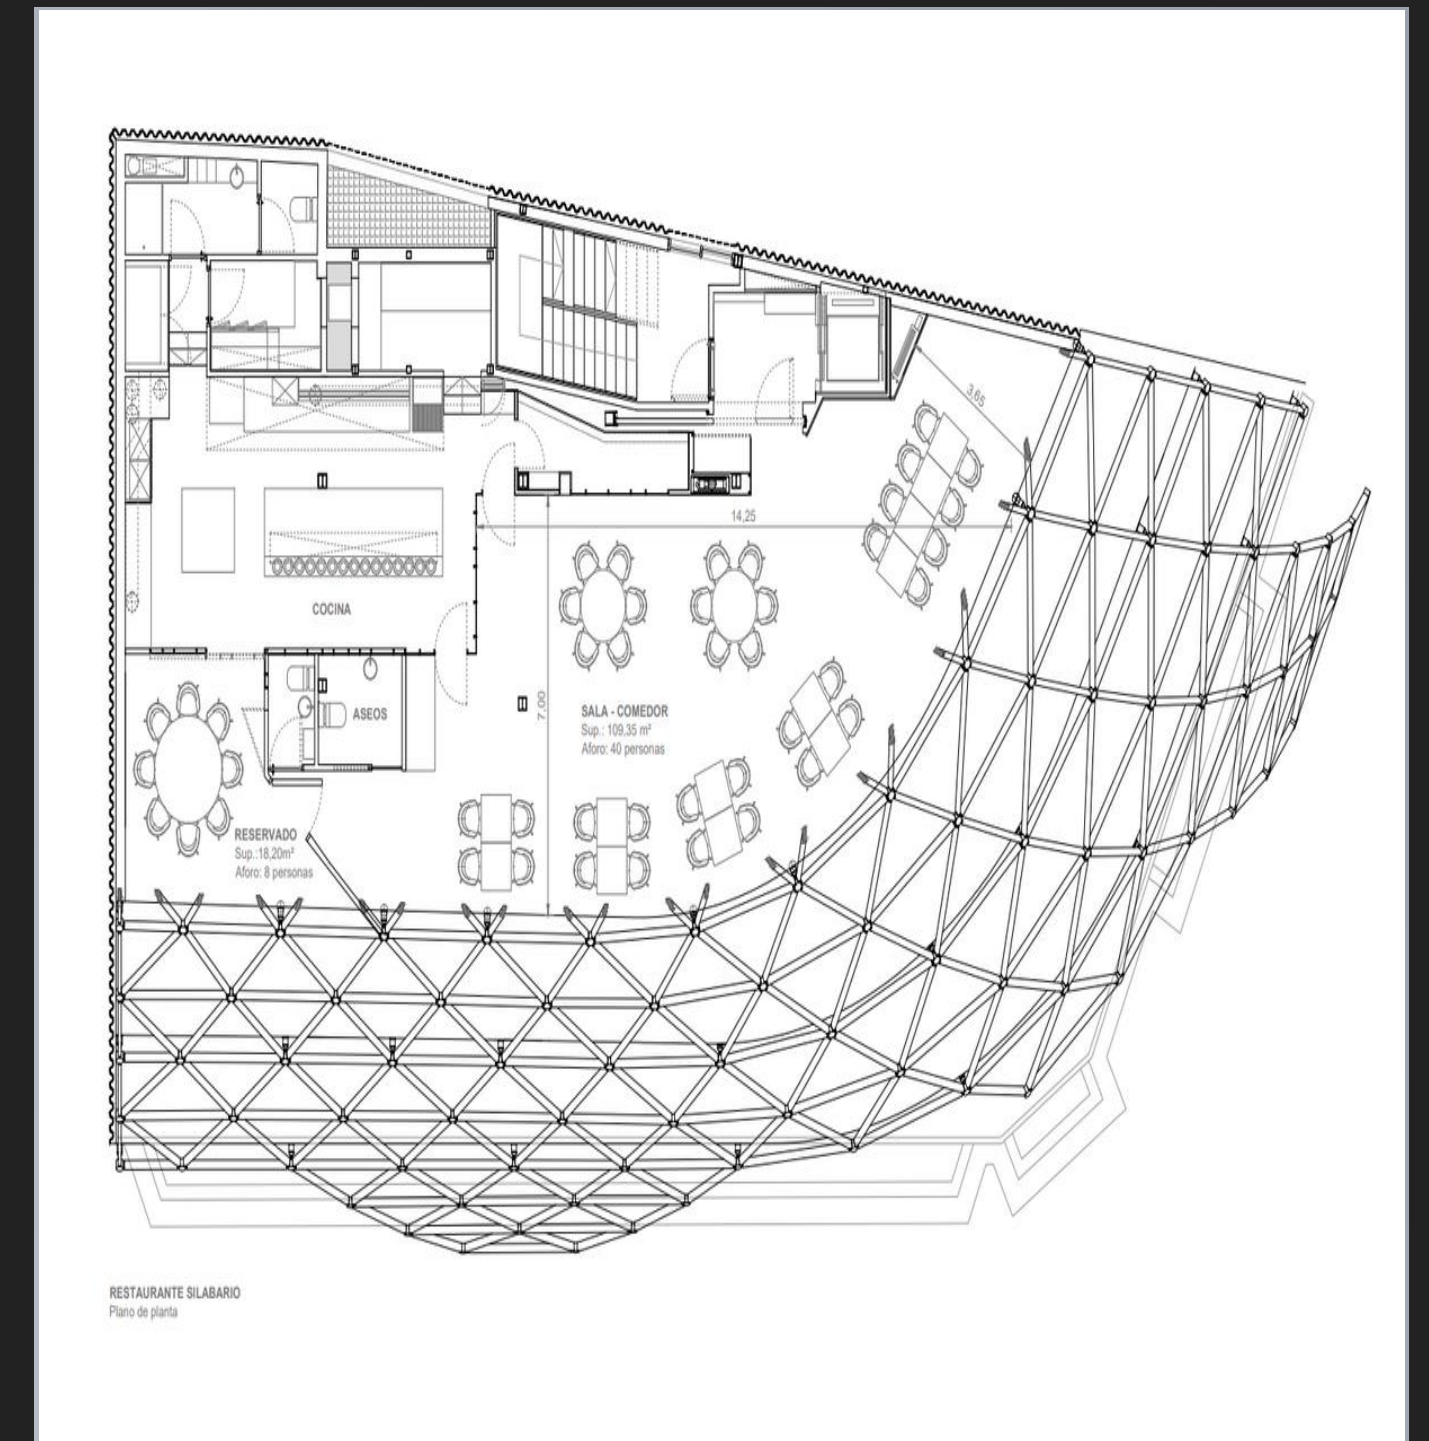 3,65
14,25
COCINA
7,00
SALA - COMEDOR
Sup.: 109,35 m²
Aforo: 40 personas
ASEOS
RESERVADO
Sup.:18,20m²
Aforo: 8 personas
RESTAURANTE SILABARIO
Plano de planta